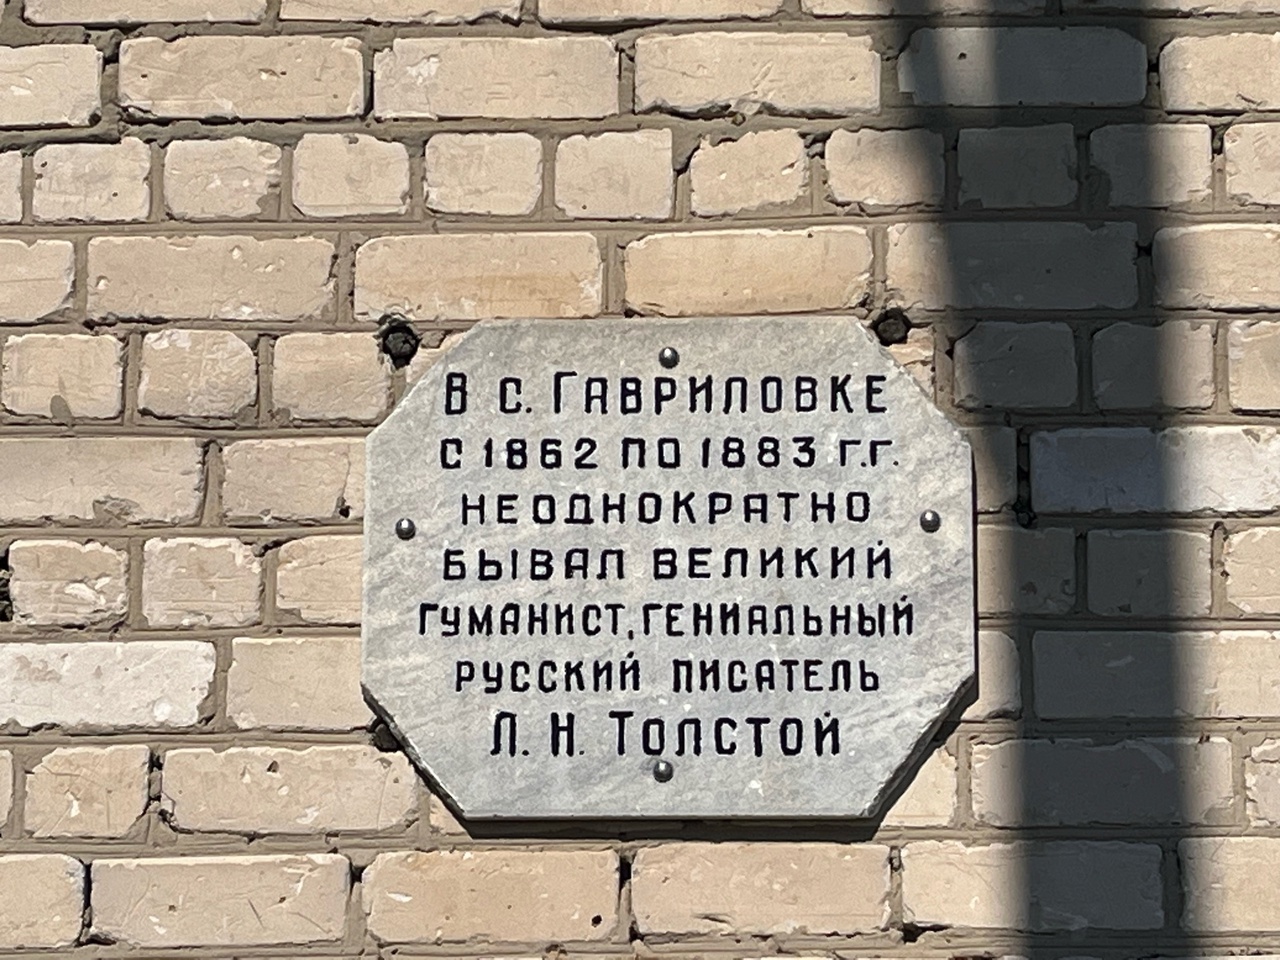 В с. Гавриловке
с 1862 по 1883 г.г.
неоднократно
бывал великий
гуманист, гениальный
русский писатель
Л. Н. Толстой